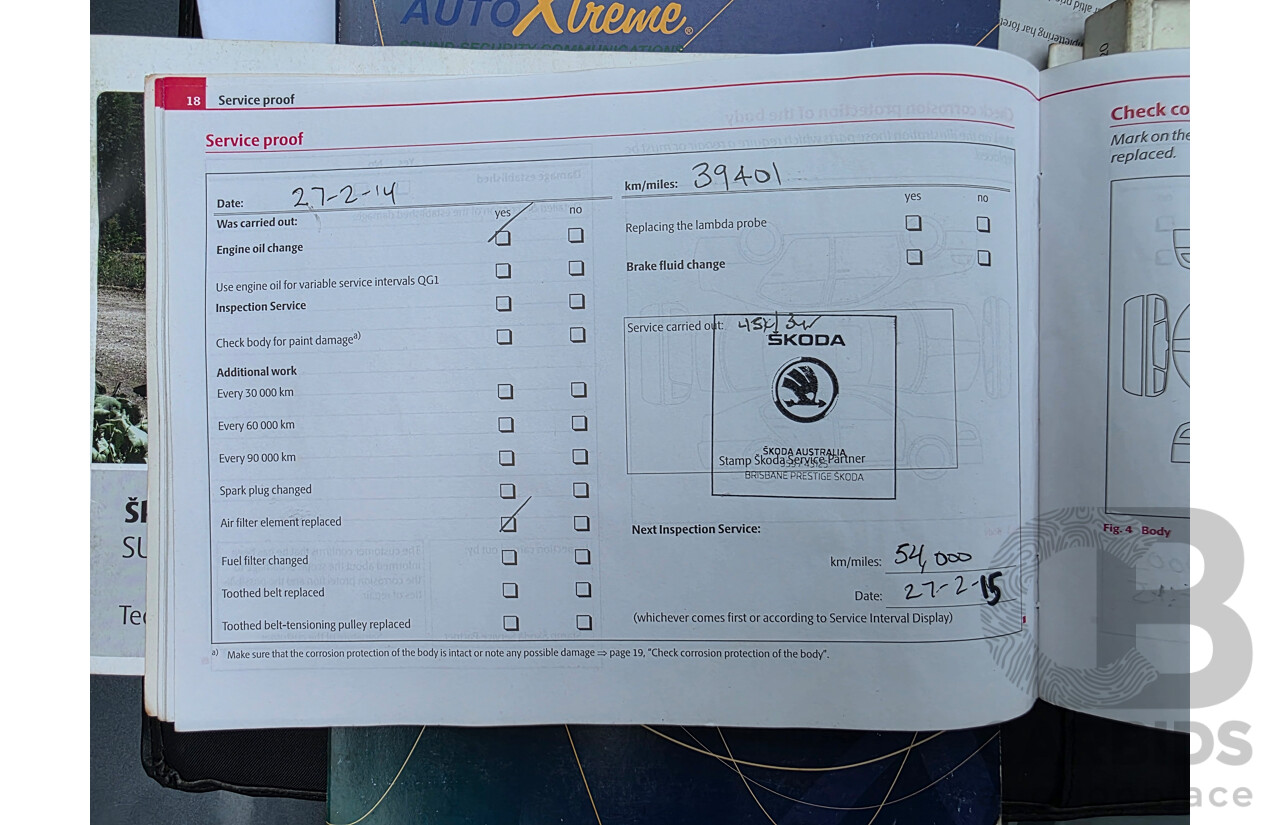 AUTOXtreme®
18 Service proof
Service proof
Date: 27-2-14
km/miles: 39401
Was carried out: yes no
yes no
Engine oil change
Replacing the lambda probe
Use engine oil for variable service intervals QG1
Brake fluid change
Inspection Service
Check body for paint damage a)
Service carried out:
ŠKODA
Additional work
Every 30 000 km
Every 60 000 km
Every 90 000 km
ŠKODA AUSTRALIA
Stamp Škoda Service Partner
BRISBANE PRESTIGE ŠKODA
Spark plug changed
Air filter element replaced
Fuel filter changed
Toothed belt replaced
Toothed belt-tensioning pulley replaced
Next Inspection Service:
km/miles: 54,000
Date: 27-2-15
(whichever comes first or according to Service Interval Display)
a) Make sure that the corrosion protection of the body is intact or note any possible damage ⇒ page 19, "Check corrosion protection of the body".
Check co
Mark on the
replaced.
Fig. 4 Body